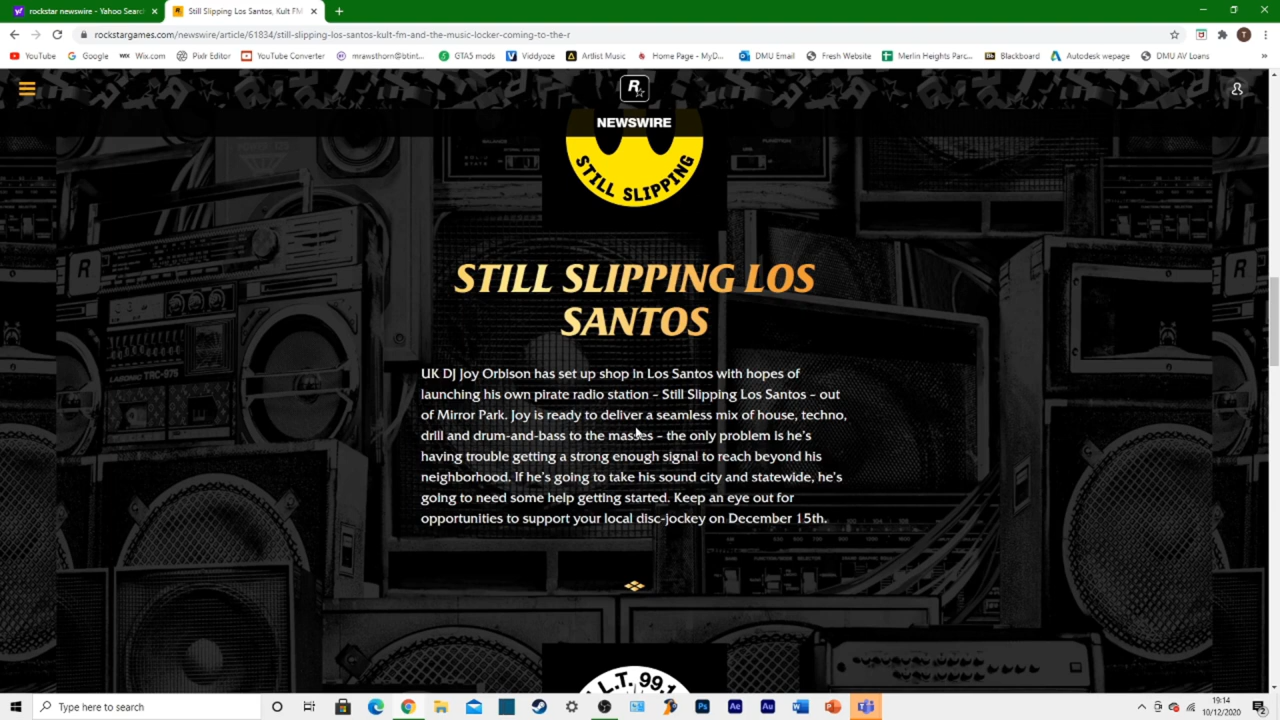 rockstar newswire - Yahoo Search
Still Slipping Los Santos, Kult FM
rockstargames.com/newswire/article/61834/still-slipping-los-santos-kult-fm-and-the-music-locker-coming-to-the-r
YouTube
Google
Wix.com
Pixlr Editor
YouTube Converter
mrawsthorn@btint...
GTA5 mods
Viddyoze
Artlist Music
Home Page - MyD...
DMU Email
Fresh Website
Merlin Heights Parc...
Blackboard
Autodesk wepage
DMU AV Loans
NEWSWIRE
STILL SLIPPING
STILL SLIPPING LOS
SANTOS
UK DJ Joy Orbison has set up shop in Los Santos with hopes of
launching his own pirate radio station – Still Slipping Los Santos – out
of Mirror Park. Joy is ready to deliver a seamless mix of house, techno,
drill and drum-and-bass to the masses – the only problem is he's
having trouble getting a strong enough signal to reach beyond his
neighborhood. If he's going to take his sound city and statewide, he's
going to need some help getting started. Keep an eye out for
opportunities to support your local disc-jockey on December 15th.
L.T. 99.1
Type here to search
19:14
10/12/2020